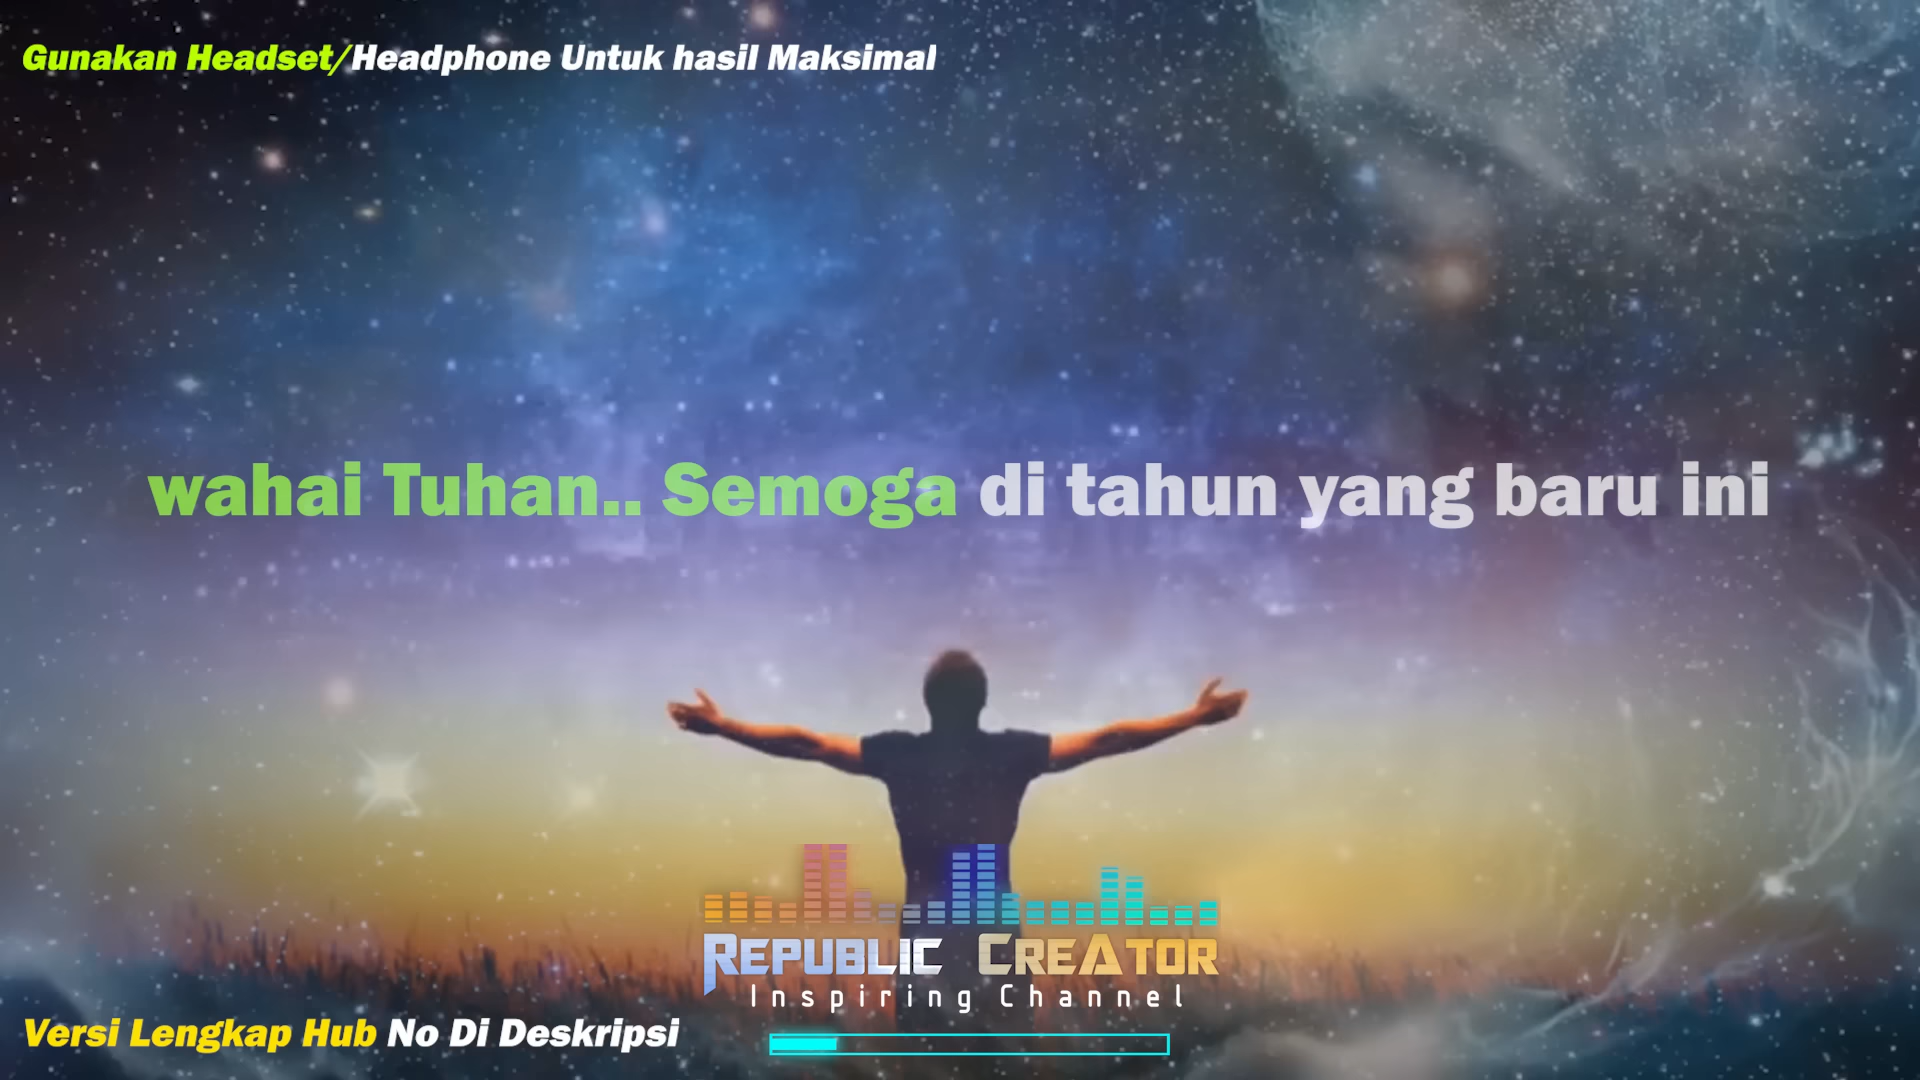 Gunakan Headset/Headphone Untuk hasil Maksimal
wahai Tuhan.. Semoga di tahun yang baru ini
REPUBLIC CREATOR
Inspiring Channel
Versi Lengkap Hub No Di Deskripsi